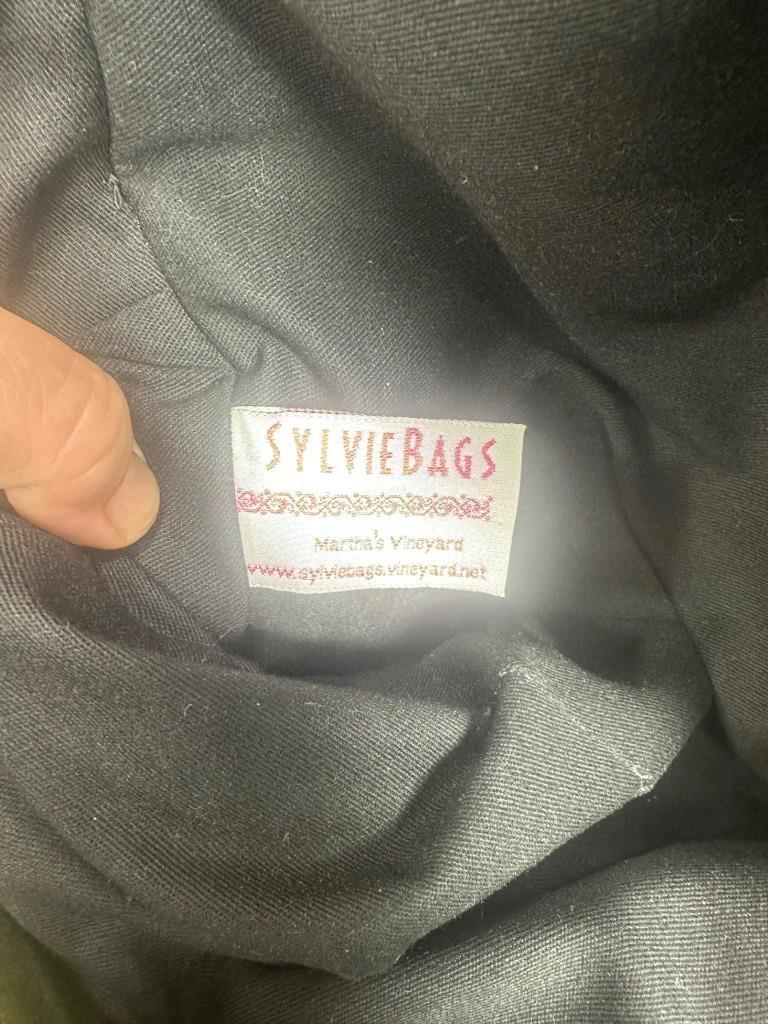 SYLVIEBAGS
Martha's Vineyard
www.sylviebags.vineyard.net